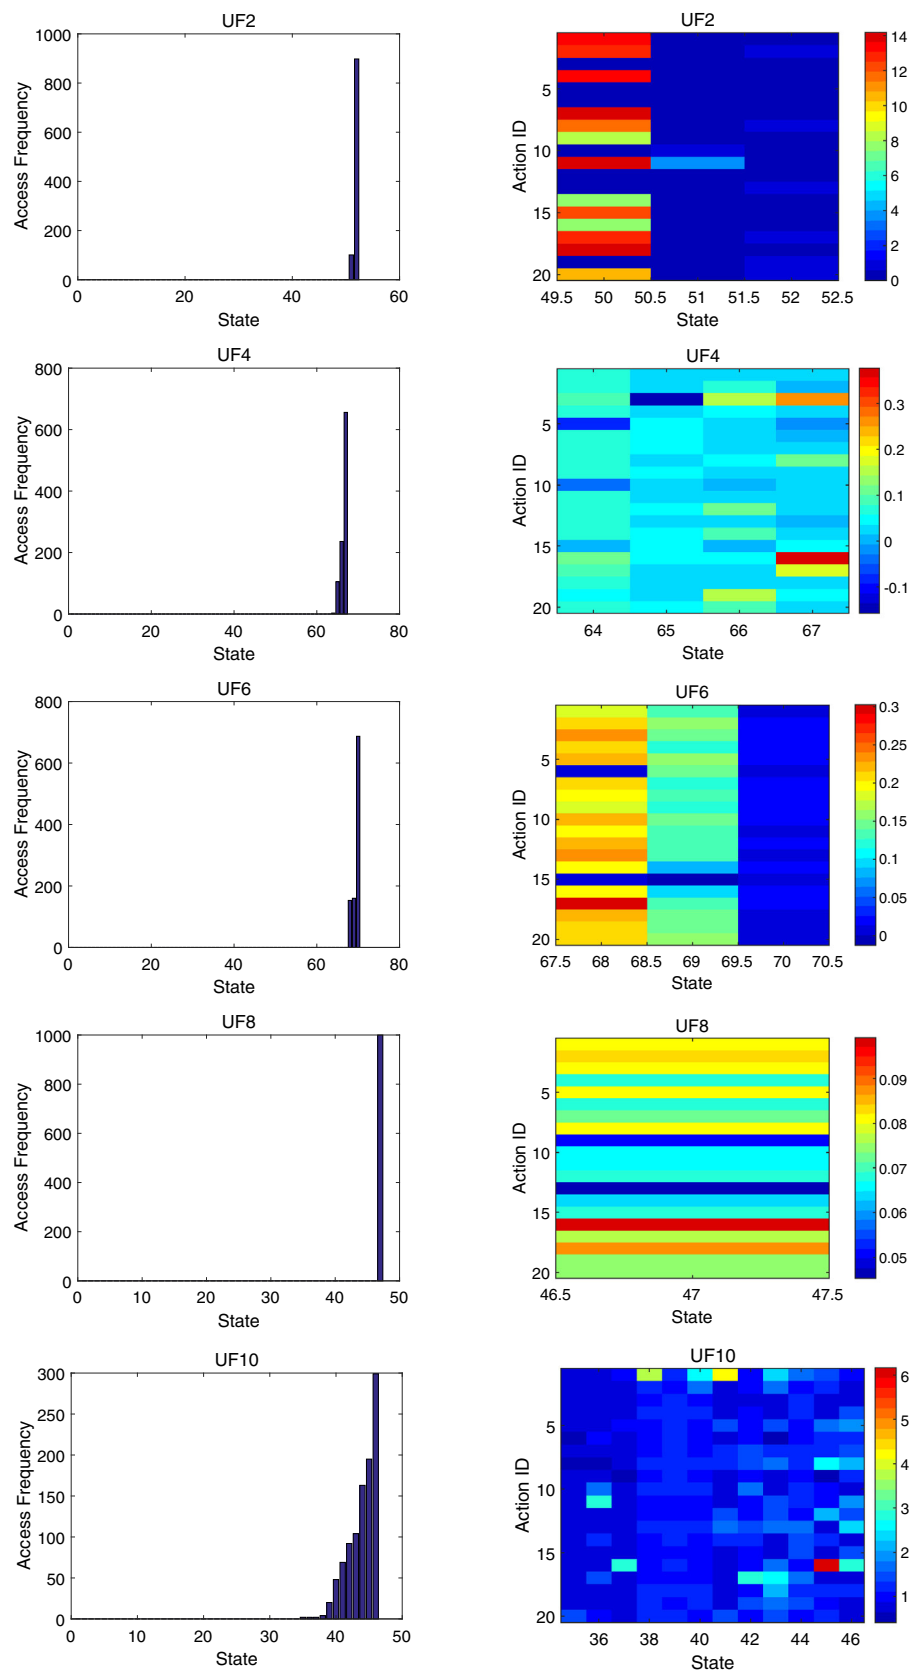 UF2
1000
800
600
400
200
0
0 20 40 60
Access Frequency
State
UF2
5
10
15
20
49.5 50 50.5 51 51.5 52 52.5
Action ID
State
14
12
10
8
6
4
2
0
UF4
800
600
400
200
0
0 20 40 60 80
Access Frequency
State
UF4
5
10
15
20
64 65 66 67
Action ID
State
0.3
0.2
0.1
0
-0.1
UF6
800
600
400
200
0
0 20 40 60 80
Access Frequency
State
UF6
5
10
15
20
67.5 68 68.5 69 69.5 70 70.5
Action ID
State
0.3
0.25
0.2
0.15
0.1
0.05
0
UF8
1000
800
600
400
200
0
0 10 20 30 40 50
Access Frequency
State
UF8
5
10
15
20
46.5 47 47.5
Action ID
State
0.09
0.08
0.07
0.06
0.05
UF10
300
250
200
150
100
50
0
0 10 20 30 40 50
Access Frequency
State
UF10
5
10
15
20
36 38 40 42 44 46
Action ID
State
6
5
4
3
2
1